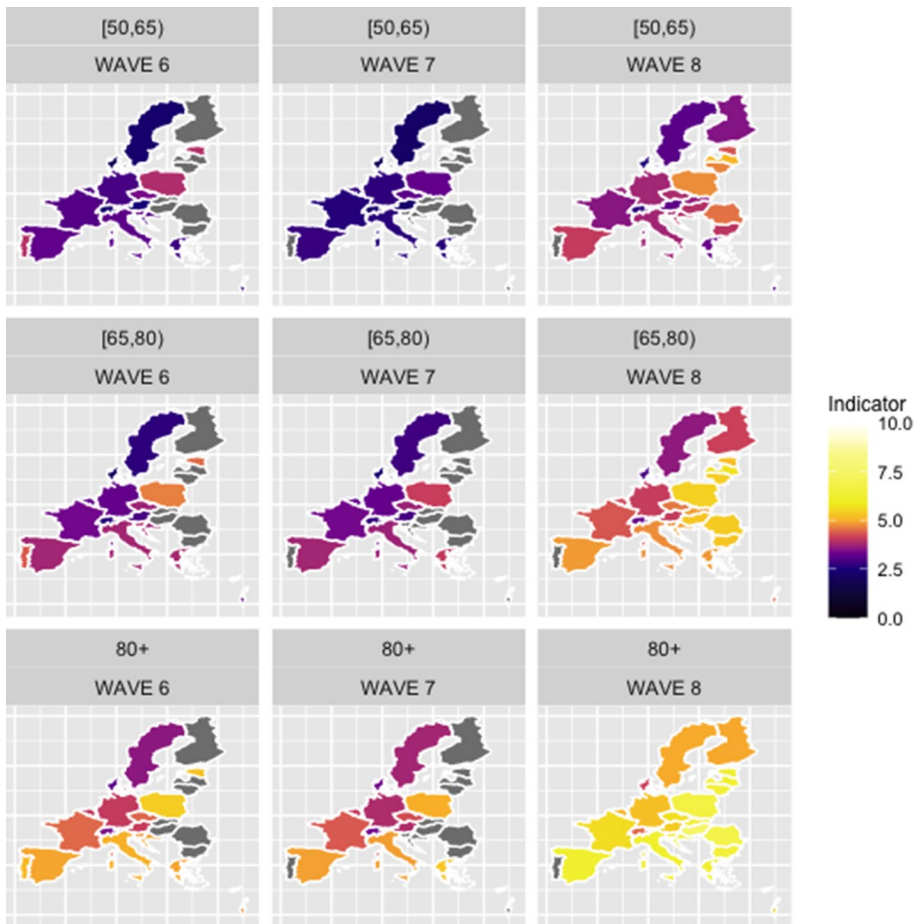 [50,65)
[50,65)
[50,65)
WAVE 6
WAVE 7
WAVE 8
[65,80)
[65,80)
[65,80)
WAVE 6
WAVE 7
WAVE 8
Indicator
10.0
7.5
5.0
2.5
0.0
80+
80+
80+
WAVE 6
WAVE 7
WAVE 8